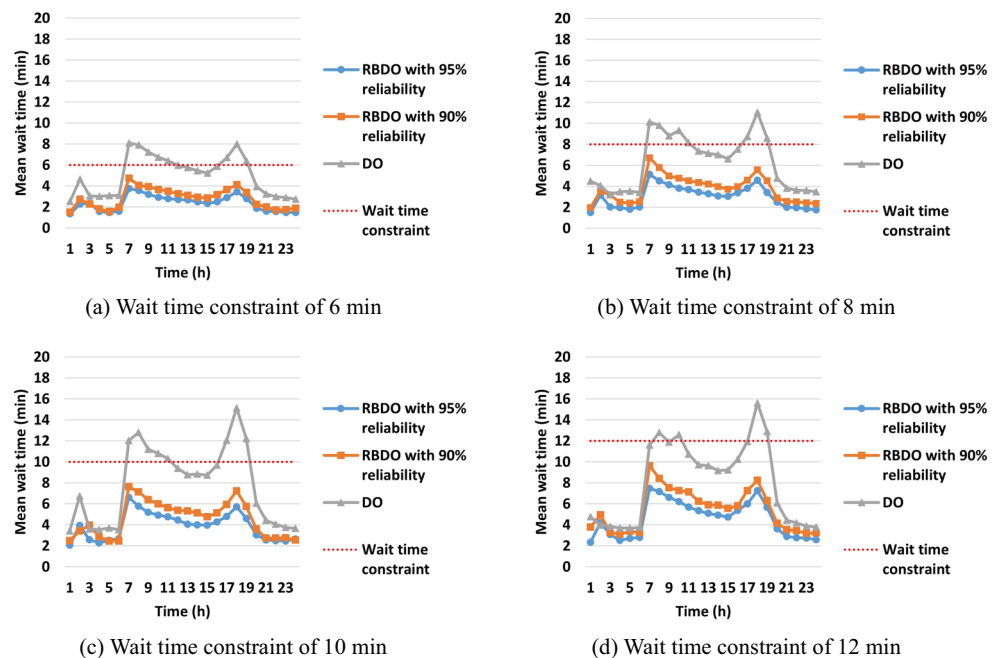 20
18
16
14
12
10
8
6
4
2
0
Mean wait time (min)
1 3 5 7 9 11 13 15 17 19 21 23
Time (h)
RBDO with 95%
reliability
RBDO with 90%
reliability
DO
Wait time
constraint
(a) Wait time constraint of 6 min
20
18
16
14
12
10
8
6
4
2
0
Mean wait time (min)
1 3 5 7 9 11 13 15 17 19 21 23
Time (h)
RBDO with 95%
reliability
RBDO with 90%
reliability
DO
Wait time
constraint
(b) Wait time constraint of 8 min
20
18
16
14
12
10
8
6
4
2
0
Mean wait time (min)
1 3 5 7 9 11 13 15 17 19 21 23
Time (h)
RBDO with 95%
reliability
RBDO with 90%
reliability
DO
Wait time
constraint
(c) Wait time constraint of 10 min
20
18
16
14
12
10
8
6
4
2
0
Mean wait time (min)
1 3 5 7 9 11 13 15 17 19 21 23
Time (h)
RBDO with 95%
reliability
RBDO with 90%
reliability
DO
Wait time
constraint
(d) Wait time constraint of 12 min